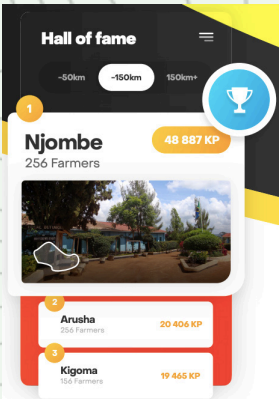 Hall of fame
~50km ~150km 150km+
1
Njombe
48 887 KP
256 Farmers
2
Arusha
256 Farmers
20 406 KP
3
Kigoma
156 Farmers
19 465 KP